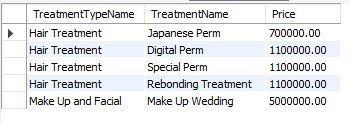 TreatmentTypeName TreatmentName Price
Hair Treatment Japanese Perm 700000.00
Hair Treatment Digital Perm 1100000.00
Hair Treatment Special Perm 1100000.00
Hair Treatment Rebonding Treatment 1100000.00
Make Up and Facial Make Up Wedding 5000000.00